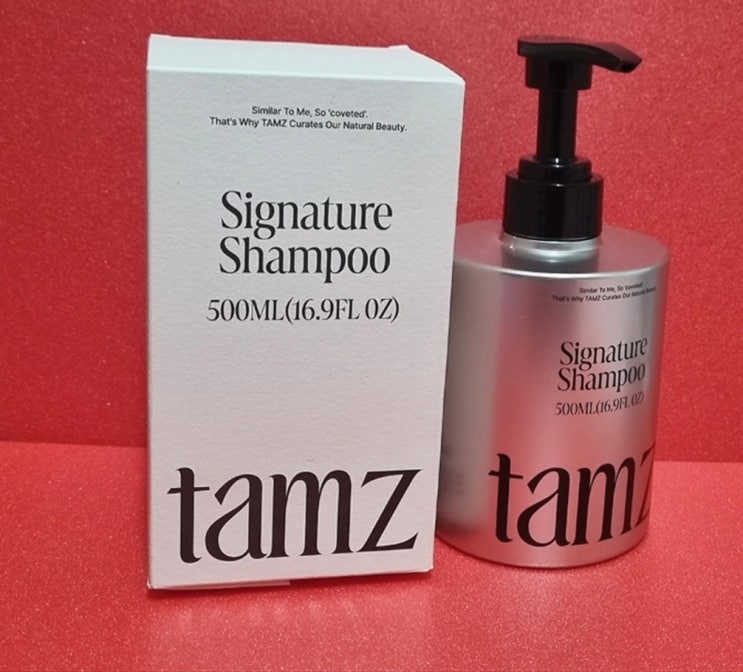 Similar To Me, So 'coveted'.
That's Why TAMZ Curates Our Natural Beauty.
Signature
Shampoo
500ML(16.9FL OZ)
tamz
Similar To Me, So 'coveted'.
That's Why TAMZ Curates Our Natural Beauty.
Signature
Shampoo
500ML(16.9FL OZ)
tamz